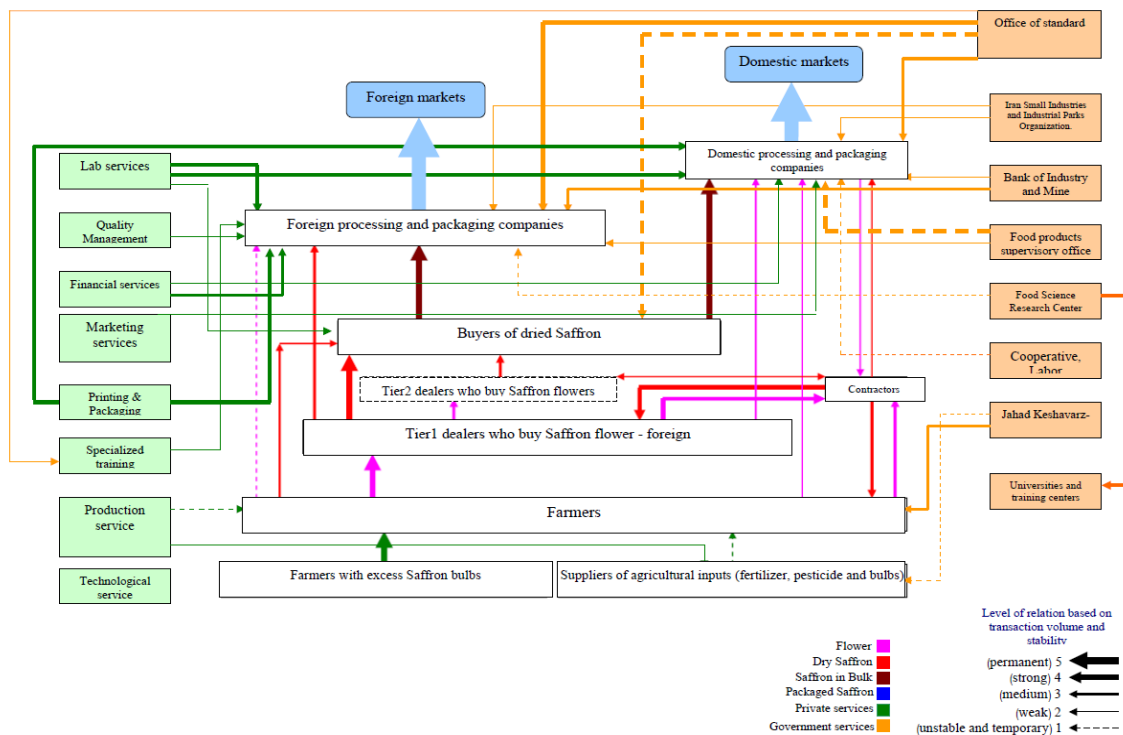 Office of standard
Domestic markets
Foreign markets
Iran Small Industries
and Industrial Parks
Organization.
Lab services
Domestic processing and packaging
companies
Bank of Industry
and Mine
Quality
Management
Foreign processing and packaging companies
Food products
supervisory office
Financial services
Food Science
Research Center
Marketing
services
Buyers of dried Saffron
Cooperative,
Labor
Tier2 dealers who buy Saffron flowers
Contractors
Printing &
Packaging
Jahad Keshavarz-
Tier1 dealers who buy Saffron flower - foreign
Specialized
training
Universities and
training centers
Production
service
Farmers
Technological
service
Farmers with excess Saffron bulbs
Suppliers of agricultural inputs (fertilizer, pesticide and bulbs)
Level of relation based on
transaction volume and
stability
Flower
Dry Saffron
Saffron in Bulk
Packaged Saffron
Private services
Government services
(permanent) 5
(strong) 4
(medium) 3
(weak) 2
(unstable and temporary) 1